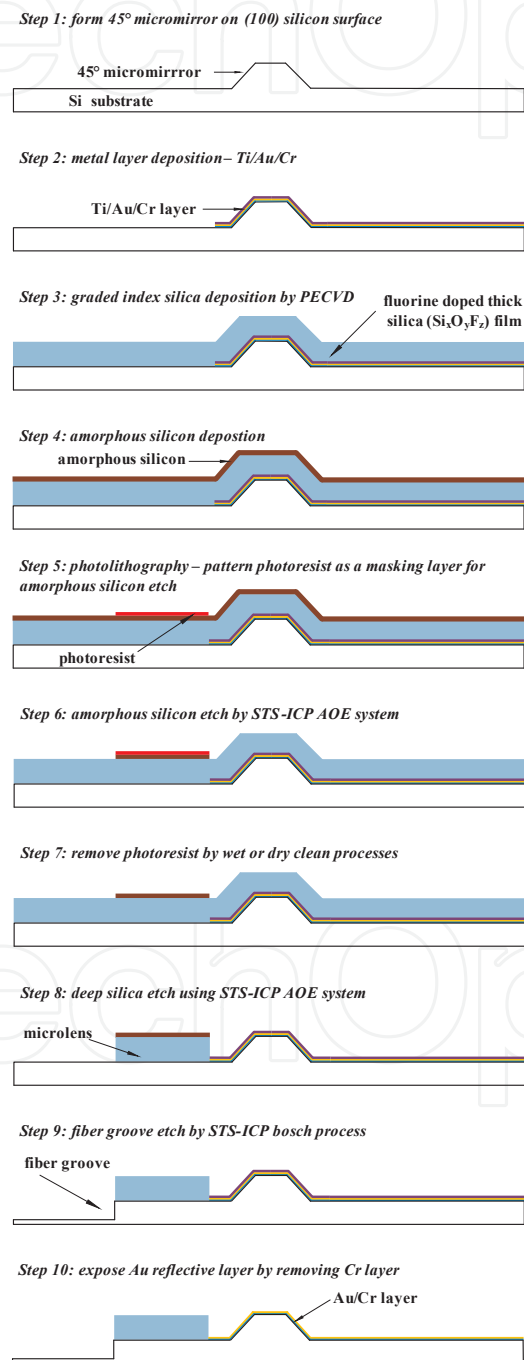 Step 1: form 45° micromirror on (100) silicon surface
45° micromirrror
Si substrate
Step 2: metal layer deposition– Ti/Au/Cr
Ti/Au/Cr layer
Step 3: graded index silica deposition by PECVD
fluorine doped thick
silica (SiₓOᵧF𝓏) film
Step 4: amorphous silicon depostion
amorphous silicon
Step 5: photolithography – pattern photoresist as a masking layer for
amorphous silicon etch
photoresist
Step 6: amorphous silicon etch by STS-ICP AOE system
Step 7: remove photoresist by wet or dry clean processes
Step 8: deep silica etch using STS-ICP AOE system
microlens
Step 9: fiber groove etch by STS-ICP bosch process
fiber groove
Step 10: expose Au reflective layer by removing Cr layer
Au/Cr layer